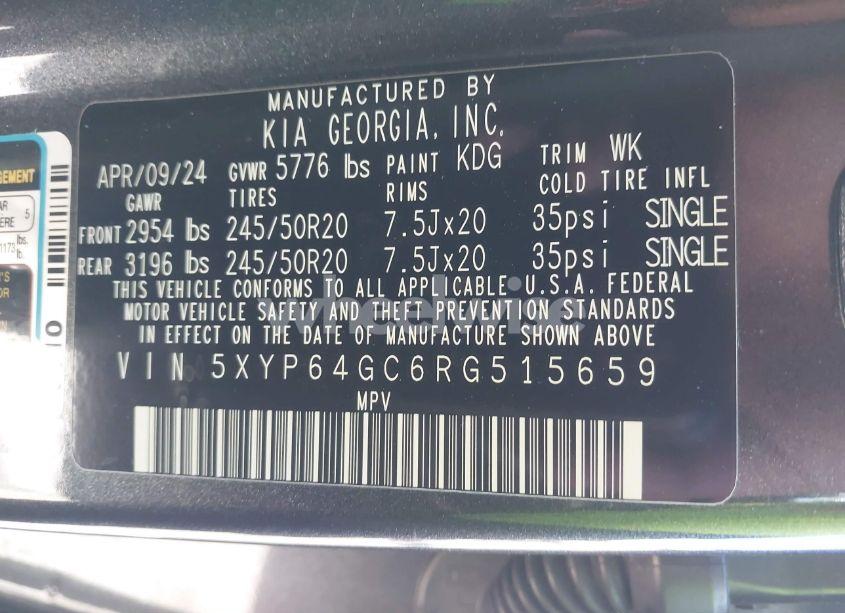 MANUFACTURED BY
KIA GEORGIA, INC.
APR/09/24 GVWR 5776 lbs PAINT KDG TRIM WK
GAWR TIRES RIMS COLD TIRE INFL
FRONT 2954 lbs 245/50R20 7.5Jx20 35psi SINGLE
REAR 3196 lbs 245/50R20 7.5Jx20 35psi SINGLE
THIS VEHICLE CONFORMS TO ALL APPLICABLE U.S.A. FEDERAL
MOTOR VEHICLE SAFETY AND THEFT PREVENTION STANDARDS
IN EFFECT ON THE DATE OF MANUFACTURE SHOWN ABOVE
VIN 5XYP64GC6RG515659
MPV